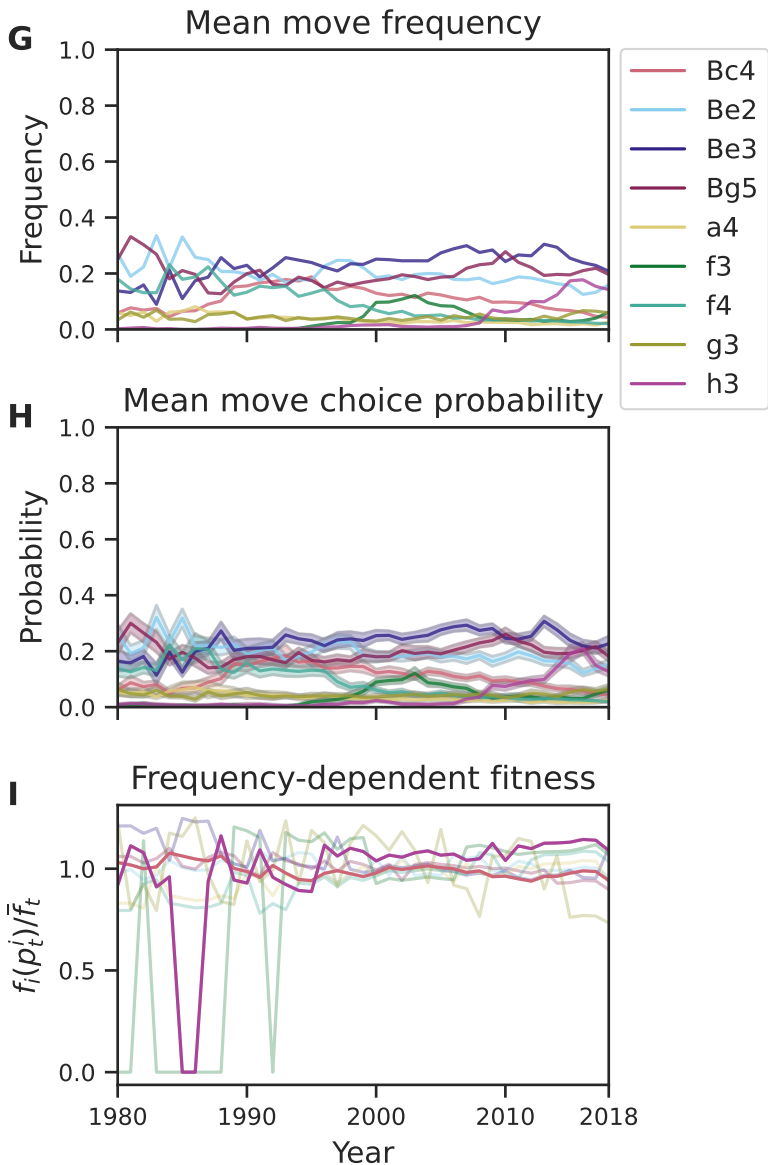 G
Mean move frequency
1.0
0.8
0.6
0.4
0.2
0.0
Frequency
Bc4
Be2
Be3
Bg5
a4
f3
f4
g3
h3
H
Mean move choice probability
1.0
0.8
0.6
0.4
0.2
0.0
Probability
I
Frequency-dependent fitness
1.0
0.5
0.0
f_i(p_t^i)/f̄_t
1980
1990
2000
2010
2018
Year